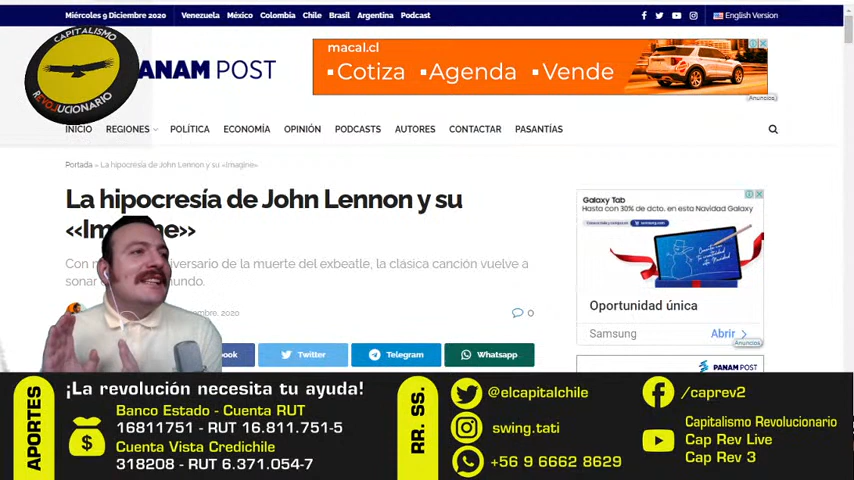 Miércoles 9 Diciembre 2020 Venezuela México Colombia Chile Brasil Argentina Podcast English Version
CAPITALISMO
REVOLUCIONARIO
PANAM POST
macal.cl
Cotiza Agenda Vende
Anuncios
INICIO REGIONES POLÍTICA ECONOMÍA OPINIÓN PODCASTS AUTORES CONTACTAR PASANTÍAS
Portada » La hipocresía de John Lennon y su «Imagine»
La hipocresía de John Lennon y su
Con aniversario de la muerte del exbeatle, la clásica canción vuelve a
sonar mundo.
2020
0
Twitter Telegram Whatsapp
Galaxy Tab
Hasta con 30% de dcto. en esta Navidad Galaxy
Oportunidad única
Samsung Abrir
Anuncios
PANAM POST
APORTES
¡La revolución necesita tu ayuda!
Banco Estado - Cuenta RUT
16811751 - RUT 16.811.751-5
Cuenta Vista Credichile
318208 - RUT 6.371.054-7
RR. SS.
@elcapitalchile
swing.tati
+56 9 6662 8629
/caprev2
Capitalismo Revolucionario
Cap Rev Live
Cap Rev 3